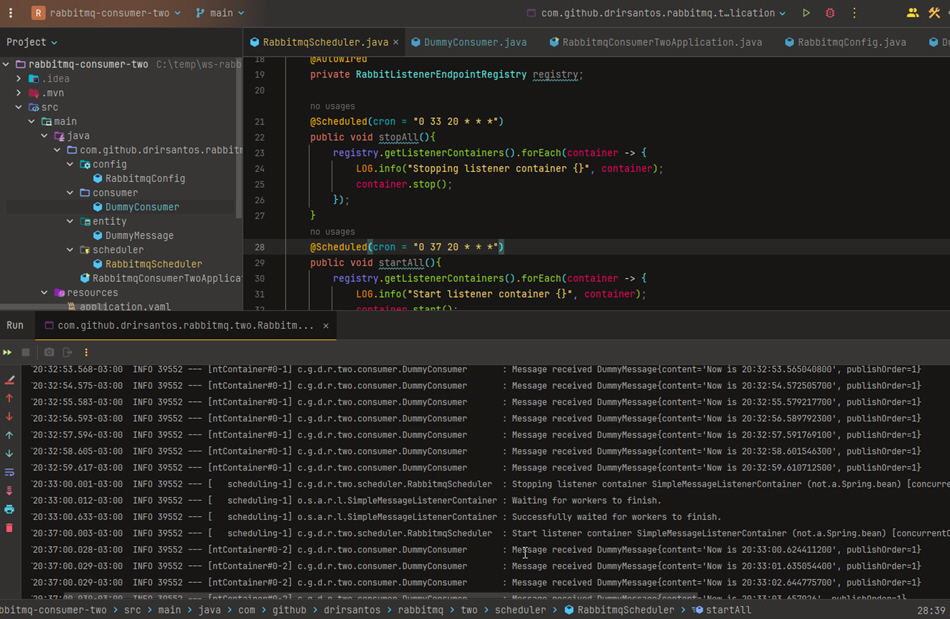 R rabbitmq-consumer-two main com.github.drirsantos.rabbitmq.t...lication
Project
RabbitmqScheduler.java × DummyConsumer.java RabbitmqConsumerTwoApplication.java RabbitmqConfig.java
rabbitmq-consumer-two C:\temp\ws-rabb
.idea
.mvn
src
main
java
com.github.drirsantos.rabbitm
config
RabbitmqConfig
consumer
DummyConsumer
entity
DummyMessage
scheduler
RabbitmqScheduler
RabbitmqConsumerTwoApplica
resources
application.yaml
18 @Autowired
19 private RabbitListenerEndpointRegistry registry;
20
no usages
21 @Scheduled(cron = "0 33 20 * * *")
22 public void stopAll(){
23 registry.getListenerContainers().forEach(container -> {
24 LOG.info("Stopping listener container {}", container);
25 container.stop();
26 });
27 }
no usages
28 @Scheduled(cron = "0 37 20 * * *")
29 public void startAll(){
30 registry.getListenerContainers().forEach(container -> {
31 LOG.info("Start listener container {}", container);
32 container.start();
Run com.github.drirsantos.rabbitmq.two.Rabbitm... ×
20:32:53.568-03:00 INFO 39552 --- [ntContainer#0-1] c.g.d.r.two.consumer.DummyConsumer : Message received DummyMessage{content='Now is 20:32:53.565040800', publishOrder=1}
20:32:54.575-03:00 INFO 39552 --- [ntContainer#0-1] c.g.d.r.two.consumer.DummyConsumer : Message received DummyMessage{content='Now is 20:32:54.572505700', publishOrder=1}
20:32:55.583-03:00 INFO 39552 --- [ntContainer#0-1] c.g.d.r.two.consumer.DummyConsumer : Message received DummyMessage{content='Now is 20:32:55.579217700', publishOrder=1}
20:32:56.593-03:00 INFO 39552 --- [ntContainer#0-1] c.g.d.r.two.consumer.DummyConsumer : Message received DummyMessage{content='Now is 20:32:56.589792300', publishOrder=1}
20:32:57.594-03:00 INFO 39552 --- [ntContainer#0-1] c.g.d.r.two.consumer.DummyConsumer : Message received DummyMessage{content='Now is 20:32:57.591769100', publishOrder=1}
20:32:58.605-03:00 INFO 39552 --- [ntContainer#0-1] c.g.d.r.two.consumer.DummyConsumer : Message received DummyMessage{content='Now is 20:32:58.601546300', publishOrder=1}
20:32:59.617-03:00 INFO 39552 --- [ntContainer#0-1] c.g.d.r.two.consumer.DummyConsumer : Message received DummyMessage{content='Now is 20:32:59.610712500', publishOrder=1}
20:33:00.001-03:00 INFO 39552 --- [ scheduling-1] c.g.d.r.two.scheduler.RabbitmqScheduler : Stopping listener container SimpleMessageListenerContainer (not.a.Spring.bean) [concurre
20:33:00.012-03:00 INFO 39552 --- [ scheduling-1] o.s.a.r.l.SimpleMessageListenerContainer : Waiting for workers to finish.
20:33:00.633-03:00 INFO 39552 --- [ scheduling-1] o.s.a.r.l.SimpleMessageListenerContainer : Successfully waited for workers to finish.
20:37:00.003-03:00 INFO 39552 --- [ scheduling-1] c.g.d.r.two.scheduler.RabbitmqScheduler : Start listener container SimpleMessageListenerContainer (not.a.Spring.bean) [concurrentC
20:37:00.028-03:00 INFO 39552 --- [ntContainer#0-2] c.g.d.r.two.consumer.DummyConsumer : Message received DummyMessage{content='Now is 20:33:00.624411200', publishOrder=1}
20:37:00.029-03:00 INFO 39552 --- [ntContainer#0-2] c.g.d.r.two.consumer.DummyConsumer : Message received DummyMessage{content='Now is 20:33:01.635054400', publishOrder=1}
20:37:00.029-03:00 INFO 39552 --- [ntContainer#0-2] c.g.d.r.two.consumer.DummyConsumer : Message received DummyMessage{content='Now is 20:33:02.644775700', publishOrder=1}
bbitmq-consumer-two > src > main > java > com > github > drirsantos > rabbitmq > two > scheduler > RabbitmqScheduler > startAll 28:39